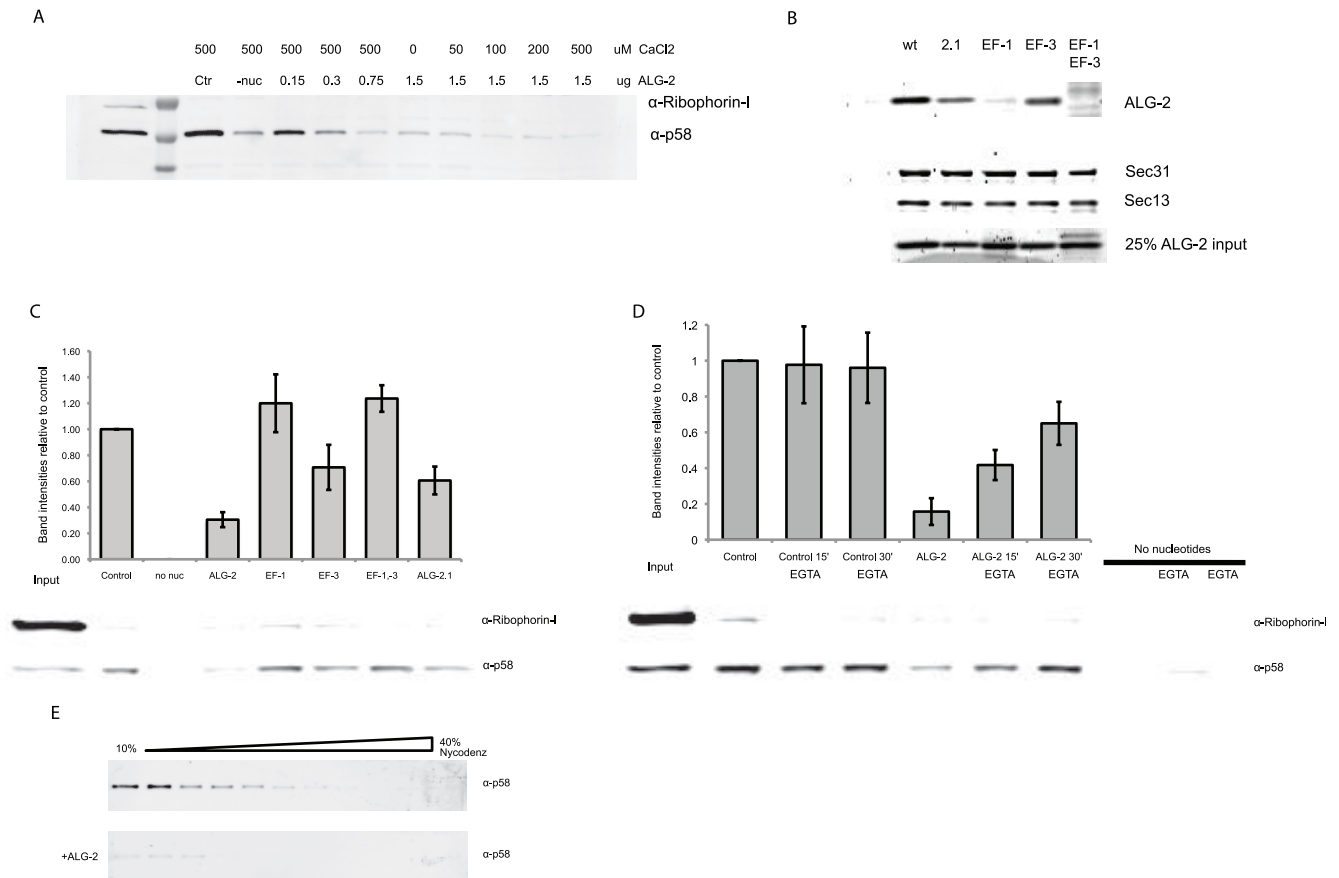 A
500 500 500 500 500 0 50 100 200 500 uM CaCl2
Ctr -nuc 0.15 0.3 0.75 1.5 1.5 1.5 1.5 1.5 ug ALG-2
α-Ribophorin-I
α-p58
B
wt 2.1 EF-1 EF-3 EF-1
EF-3
ALG-2
Sec31
Sec13
25% ALG-2 input
C
Band intensities relative to control
1.60
1.40
1.20
1.00
0.80
0.60
0.40
0.20
0.00
Input Control no nuc ALG-2 EF-1 EF-3 EF-1,-3 ALG-2.1
α-Ribophorin-I
α-p58
D
Band intensities relative to control
1.2
1
0.8
0.6
0.4
0.2
0
Input Control Control 15' Control 30' ALG-2 ALG-2 15' ALG-2 30' No nucleotides
EGTA EGTA EGTA EGTA EGTA EGTA
α-Ribophorin-I
α-p58
E
10% 40%
Nycodenz
α-p58
+ALG-2 α-p58